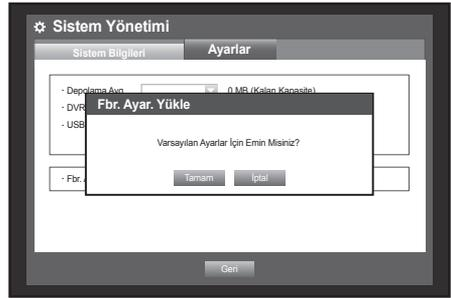 Sistem Yönetimi
Sistem Bilgileri Ayarlar
· Depolama Ayg. 0 MB (Kalan Kapasite)
· DVR
· USB
Fbr. Ayar. Yükle
Varsayılan Ayarlar İçin Emin Misiniz?
Tamam İptal
· Fbr.
Geri